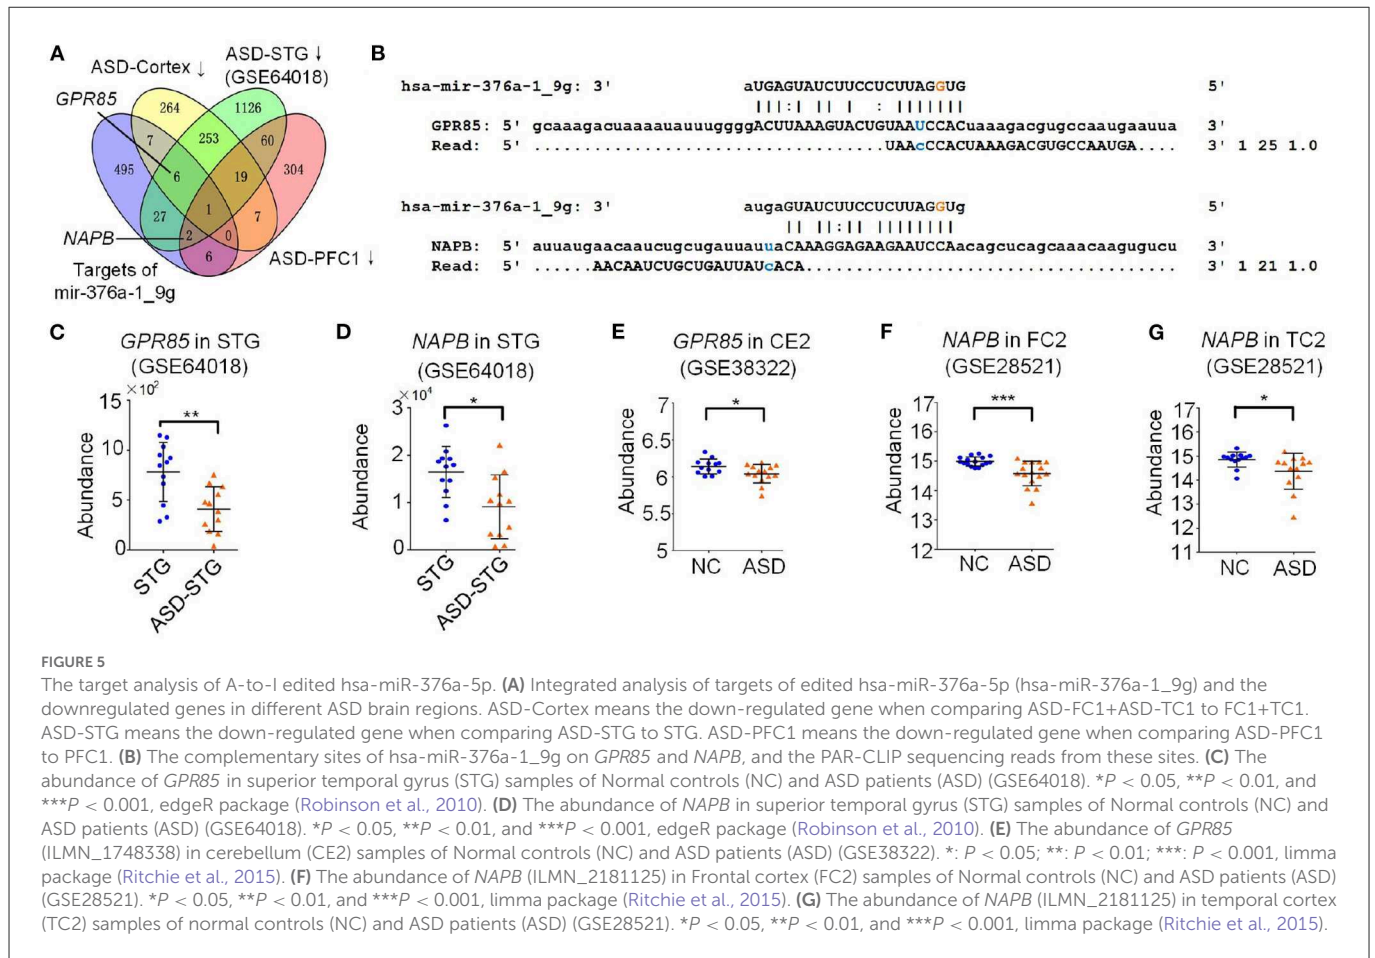 A
ASD-STG ↓
(GSE64018)
ASD-Cortex ↓
GPR85
264
1126
7
253
60
495
6
19
304
27
1
7
NAPB
2
0
6
ASD-PFC1 ↓
Targets of
mir-376a-1_9g
B
hsa-mir-376a-1_9g: 3' aUGAGUAUCUUCCUCUUAGGUG 5'
|||:| || | : |||||||
GPR85: 5' gcaaagacuaaaauauuuggggACUUAAAGUACUGUAAUCCACuaaagacgugccaaugaauua 3'
Read: 5' ..................................UAAcCCACUAAAGACGUGCCAAUGA.... 3' 1 25 1.0
hsa-mir-376a-1_9g: 3' augaGUAUCUUCCUCUUAGGUg 5'
|| ||:|| ||||||||
NAPB: 5' auuaugaacaaucugcugauuauuACAAAGGAGAAGAAUCCAacagcucagcaaacaagugucu 3'
Read: 5' ......AACAAUCUGCUGAUUAUcACA..................................... 3' 1 21 1.0
C
GPR85 in STG
(GSE64018)
×10²
15
10
5
0
Abundance
**
STG
ASD-STG
D
NAPB in STG
(GSE64018)
×10⁴
3
2
1
0
Abundance
*
STG
ASD-STG
E
GPR85 in CE2
(GSE38322)
7
6.5
6
5.5
5
Abundance
*
NC ASD
F
NAPB in FC2
(GSE28521)
17
16
15
14
13
12
Abundance
***
NC ASD
G
NAPB in TC2
(GSE28521)
17
16
15
14
13
12
11
Abundance
*
NC ASD
FIGURE 5
The target analysis of A-to-I edited hsa-miR-376a-5p. (A) Integrated analysis of targets of edited hsa-miR-376a-5p (hsa-miR-376a-1_9g) and the
downregulated genes in different ASD brain regions. ASD-Cortex means the down-regulated gene when comparing ASD-FC1+ASD-TC1 to FC1+TC1.
ASD-STG means the down-regulated gene when comparing ASD-STG to STG. ASD-PFC1 means the down-regulated gene when comparing ASD-PFC1
to PFC1. (B) The complementary sites of hsa-miR-376a-1_9g on GPR85 and NAPB, and the PAR-CLIP sequencing reads from these sites. (C) The
abundance of GPR85 in superior temporal gyrus (STG) samples of Normal controls (NC) and ASD patients (ASD) (GSE64018). *P < 0.05, **P < 0.01, and
***P < 0.001, edgeR package (Robinson et al., 2010). (D) The abundance of NAPB in superior temporal gyrus (STG) samples of Normal controls (NC) and
ASD patients (ASD) (GSE64018). *P < 0.05, **P < 0.01, and ***P < 0.001, edgeR package (Robinson et al., 2010). (E) The abundance of GPR85
(ILMN_1748338) in cerebellum (CE2) samples of Normal controls (NC) and ASD patients (ASD) (GSE38322). *: P < 0.05; **: P < 0.01; ***: P < 0.001, limma
package (Ritchie et al., 2015). (F) The abundance of NAPB (ILMN_2181125) in Frontal cortex (FC2) samples of Normal controls (NC) and ASD patients (ASD)
(GSE28521). *P < 0.05, **P < 0.01, and ***P < 0.001, limma package (Ritchie et al., 2015). (G) The abundance of NAPB (ILMN_2181125) in temporal cortex
(TC2) samples of normal controls (NC) and ASD patients (ASD) (GSE28521). *P < 0.05, **P < 0.01, and ***P < 0.001, limma package (Ritchie et al., 2015).